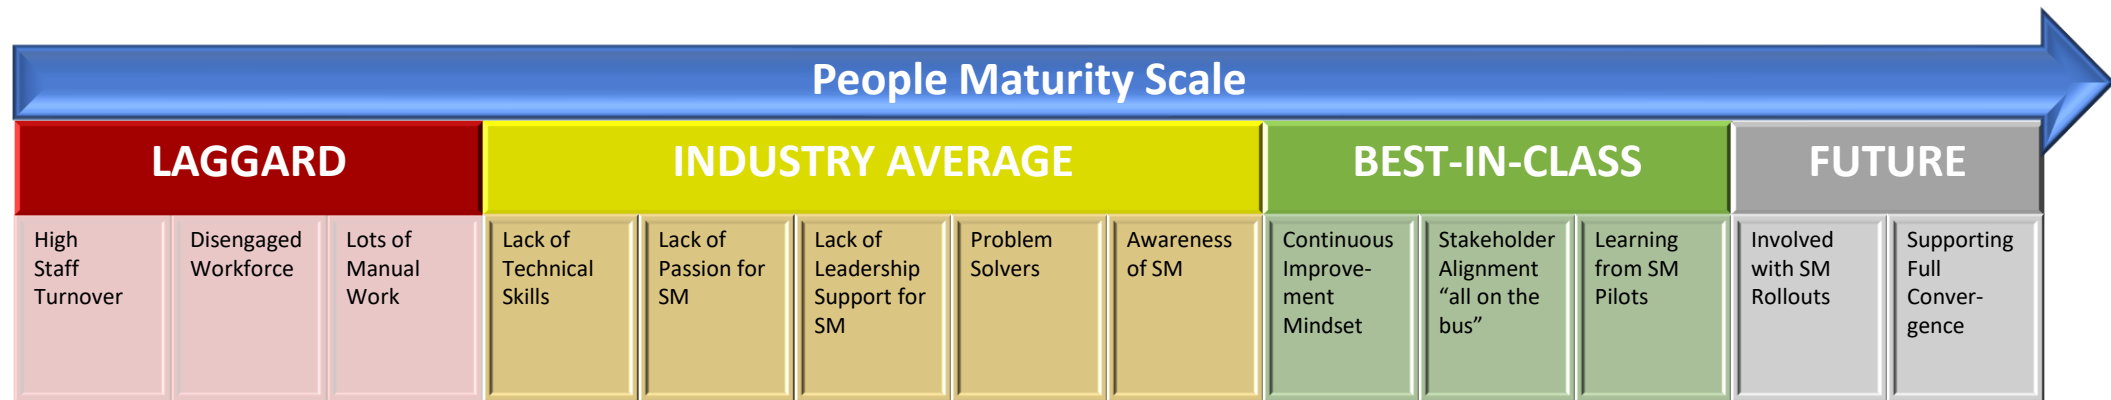 People Maturity Scale
LAGGARD
INDUSTRY AVERAGE
BEST-IN-CLASS
FUTURE
High
Staff
Turnover
Disengaged
Workforce
Lots of
Manual
Work
Lack of
Technical
Skills
Lack of
Passion for
SM
Lack of
Leadership
Support for
SM
Problem
Solvers
Awareness
of SM
Continuous
Improve-
ment
Mindset
Stakeholder
Alignment
“all on the
bus”
Learning
from SM
Pilots
Involved
with SM
Rollouts
Supporting
Full
Conver-
gence